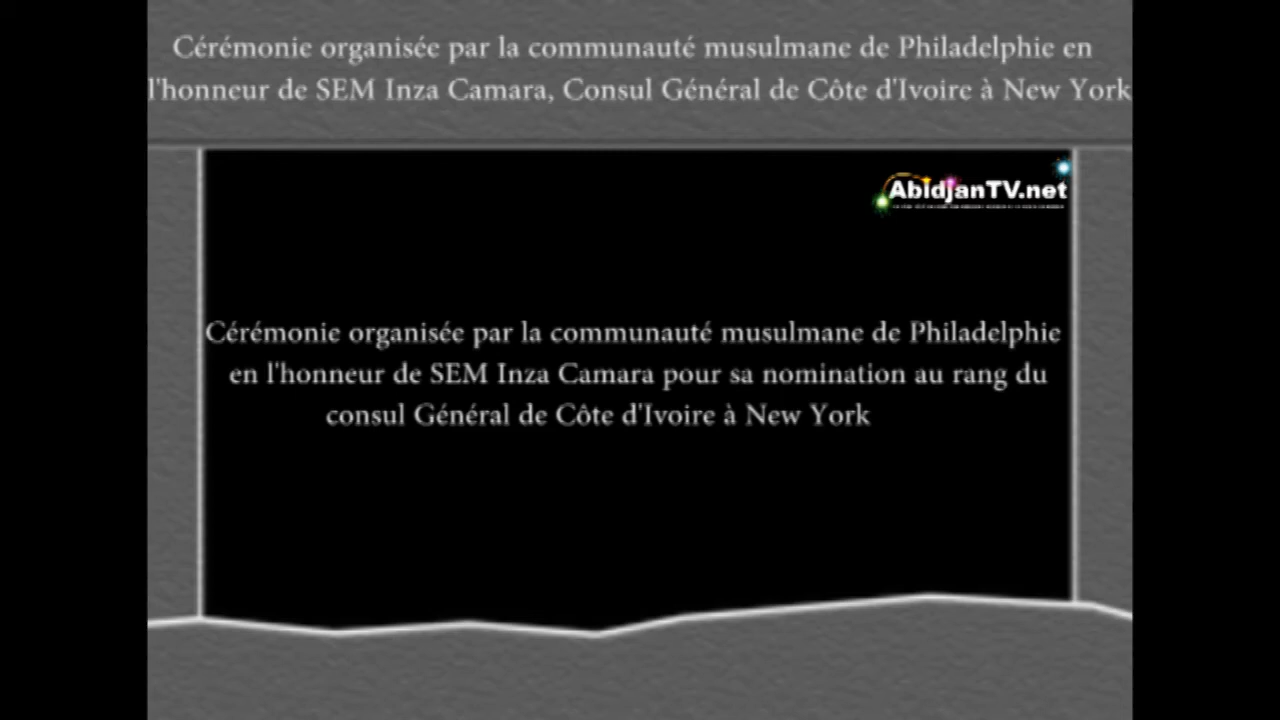 Cérémonie organisée par la communauté musulmane de Philadelphie en
l'honneur de SEM Inza Camara, Consul Général de Côte d'Ivoire à New York
AbidjanTV.net
Cérémonie organisée par la communauté musulmane de Philadelphie
en l'honneur de SEM Inza Camara pour sa nomination au rang du
consul Général de Côte d'Ivoire à New York